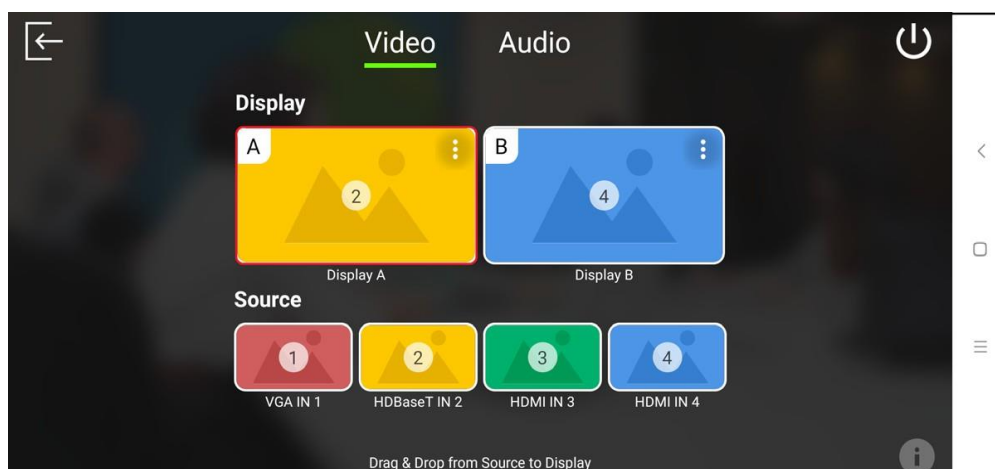 Video Audio
Display
A B
2 4
Display A Display B
Source
1 2 3 4
VGA IN 1 HDBaseT IN 2 HDMI IN 3 HDMI IN 4
Drag & Drop from Source to Display
i